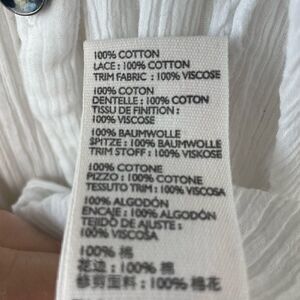 100% COTTON
LACE : 100% COTTON
TRIM FABRIC : 100% VISCOSE
100% COTON
DENTELLE : 100% COTON
TISSU DE FINITION :
100% VISCOSE
100% BAUMWOLLE
SPITZE : 100% BAUMWOLLE
TRIM STOFF : 100% VISKOSE
100% COTONE
PIZZO : 100% COTONE
TESSUTO TRIM : 100% VISCOSA
100% ALGODÓN
ENCAJE : 100% ALGODÓN
TEJIDO DE AJUSTE :
100% VISCOSA
100% 棉
花边 : 100% 棉
修剪面料 : 100% 棉花